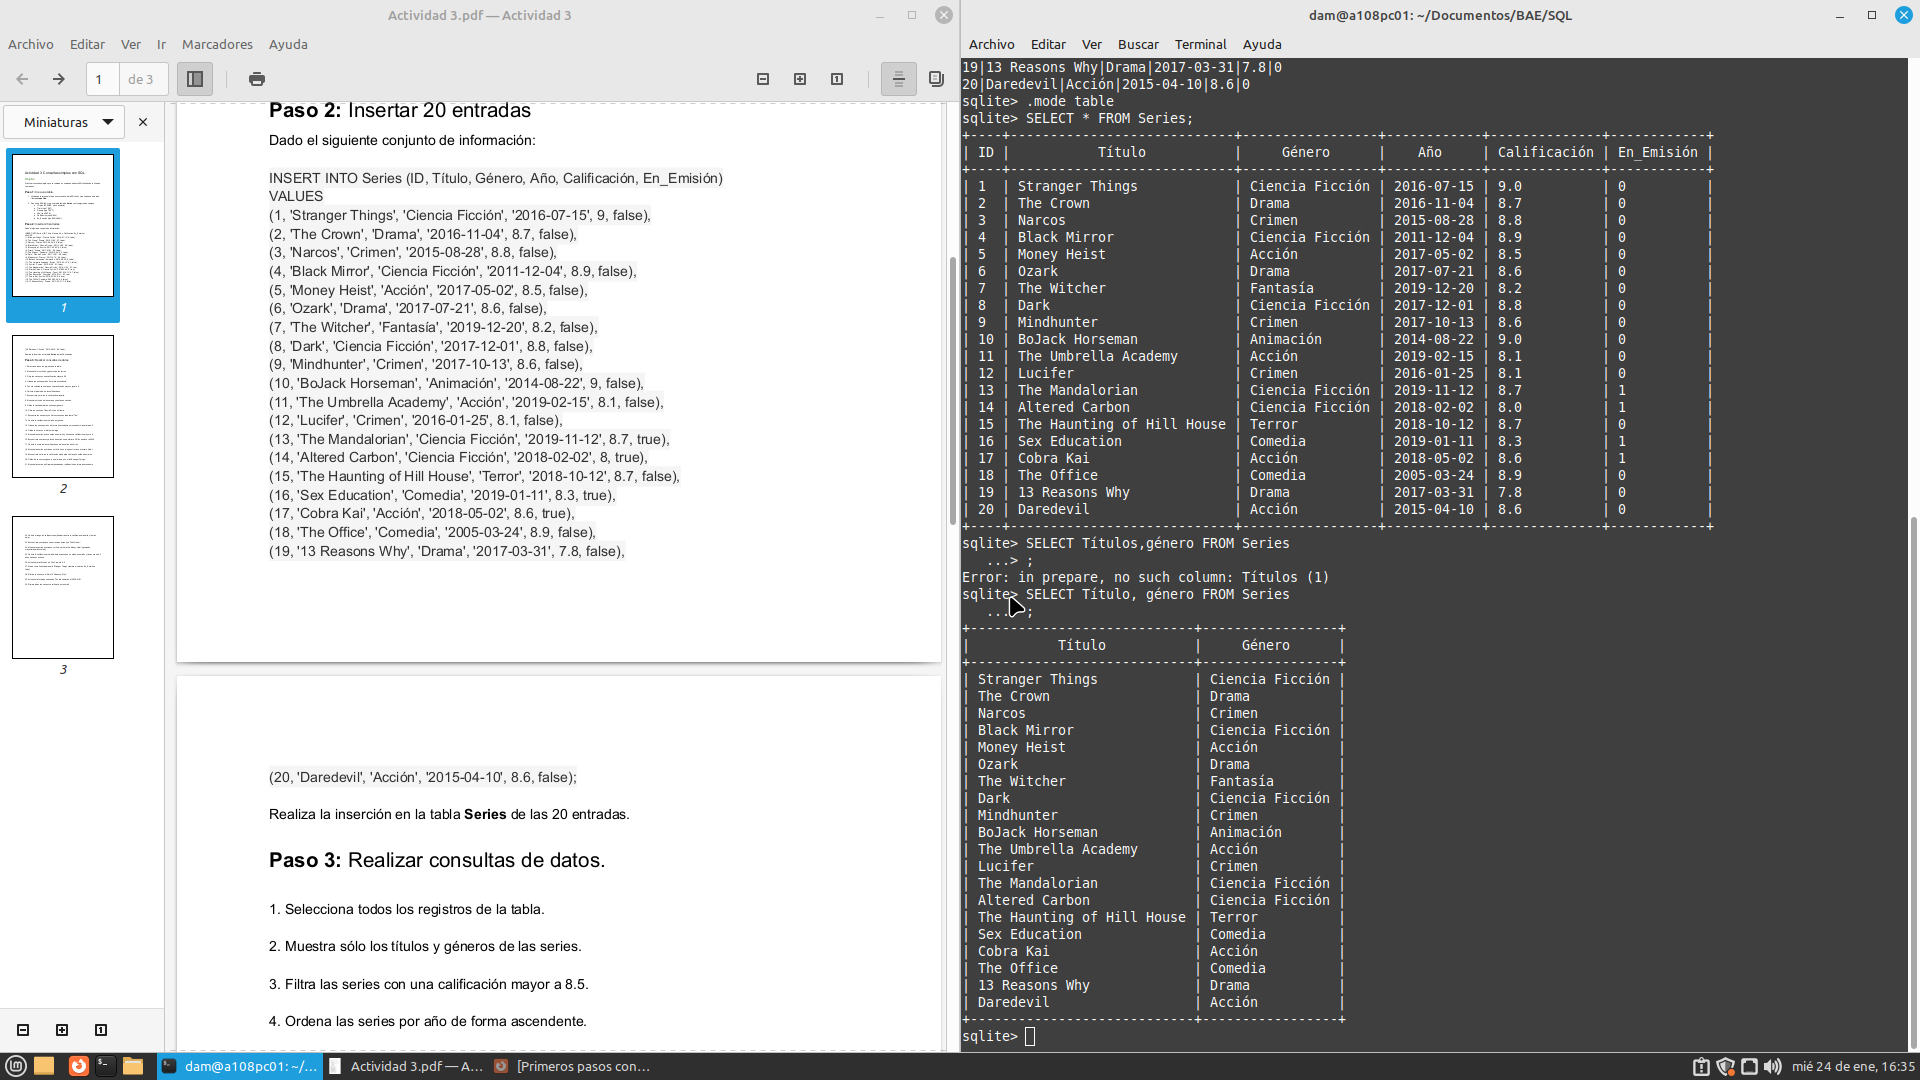 Actividad 3.pdf — Actividad 3
Archivo Editar Ver Ir Marcadores Ayuda
1 de 3
Miniaturas
1
2
3
Paso 2: Insertar 20 entradas
Dado el siguiente conjunto de información:
INSERT INTO Series (ID, Título, Género, Año, Calificación, En_Emisión)
VALUES
(1, 'Stranger Things', 'Ciencia Ficción', '2016-07-15', 9, false),
(2, 'The Crown', 'Drama', '2016-11-04', 8.7, false),
(3, 'Narcos', 'Crimen', '2015-08-28', 8.8, false),
(4, 'Black Mirror', 'Ciencia Ficción', '2011-12-04', 8.9, false),
(5, 'Money Heist', 'Acción', '2017-05-02', 8.5, false),
(6, 'Ozark', 'Drama', '2017-07-21', 8.6, false),
(7, 'The Witcher', 'Fantasía', '2019-12-20', 8.2, false),
(8, 'Dark', 'Ciencia Ficción', '2017-12-01', 8.8, false),
(9, 'Mindhunter', 'Crimen', '2017-10-13', 8.6, false),
(10, 'BoJack Horseman', 'Animación', '2014-08-22', 9, false),
(11, 'The Umbrella Academy', 'Acción', '2019-02-15', 8.1, false),
(12, 'Lucifer', 'Crimen', '2016-01-25', 8.1, false),
(13, 'The Mandalorian', 'Ciencia Ficción', '2019-11-12', 8.7, true),
(14, 'Altered Carbon', 'Ciencia Ficción', '2018-02-02', 8, true),
(15, 'The Haunting of Hill House', 'Terror', '2018-10-12', 8.7, false),
(16, 'Sex Education', 'Comedia', '2019-01-11', 8.3, true),
(17, 'Cobra Kai', 'Acción', '2018-05-02', 8.6, true),
(18, 'The Office', 'Comedia', '2005-03-24', 8.9, false),
(19, '13 Reasons Why', 'Drama', '2017-03-31', 7.8, false),
(20, 'Daredevil', 'Acción', '2015-04-10', 8.6, false);
Realiza la inserción en la tabla Series de las 20 entradas.
Paso 3: Realizar consultas de datos.
1. Selecciona todos los registros de la tabla.
2. Muestra sólo los títulos y géneros de las series.
3. Filtra las series con una calificación mayor a 8.5.
4. Ordena las series por año de forma ascendente.
dam@a108pc01: ~/Documentos/BAE/SQL
Archivo Editar Ver Buscar Terminal Ayuda
19|13 Reasons Why|Drama|2017-03-31|7.8|0
20|Daredevil|Acción|2015-04-10|8.6|0
sqlite> .mode table
sqlite> SELECT * FROM Series;
+----+----------------------------+-----------------+------------+--------------+------------+
| ID | Título | Género | Año | Calificación | En_Emisión |
+----+----------------------------+-----------------+------------+--------------+------------+
| 1 | Stranger Things | Ciencia Ficción | 2016-07-15 | 9.0 | 0 |
| 2 | The Crown | Drama | 2016-11-04 | 8.7 | 0 |
| 3 | Narcos | Crimen | 2015-08-28 | 8.8 | 0 |
| 4 | Black Mirror | Ciencia Ficción | 2011-12-04 | 8.9 | 0 |
| 5 | Money Heist | Acción | 2017-05-02 | 8.5 | 0 |
| 6 | Ozark | Drama | 2017-07-21 | 8.6 | 0 |
| 7 | The Witcher | Fantasía | 2019-12-20 | 8.2 | 0 |
| 8 | Dark | Ciencia Ficción | 2017-12-01 | 8.8 | 0 |
| 9 | Mindhunter | Crimen | 2017-10-13 | 8.6 | 0 |
| 10 | BoJack Horseman | Animación | 2014-08-22 | 9.0 | 0 |
| 11 | The Umbrella Academy | Acción | 2019-02-15 | 8.1 | 0 |
| 12 | Lucifer | Crimen | 2016-01-25 | 8.1 | 0 |
| 13 | The Mandalorian | Ciencia Ficción | 2019-11-12 | 8.7 | 1 |
| 14 | Altered Carbon | Ciencia Ficción | 2018-02-02 | 8.0 | 1 |
| 15 | The Haunting of Hill House | Terror | 2018-10-12 | 8.7 | 0 |
| 16 | Sex Education | Comedia | 2019-01-11 | 8.3 | 1 |
| 17 | Cobra Kai | Acción | 2018-05-02 | 8.6 | 1 |
| 18 | The Office | Comedia | 2005-03-24 | 8.9 | 0 |
| 19 | 13 Reasons Why | Drama | 2017-03-31 | 7.8 | 0 |
| 20 | Daredevil | Acción | 2015-04-10 | 8.6 | 0 |
+----+----------------------------+-----------------+------------+--------------+------------+
sqlite> SELECT Títulos,género FROM Series
...> ;
Error: in prepare, no such column: Títulos (1)
sqlite> SELECT Título, género FROM Series
... ;
+----------------------------+-----------------+
| Título | Género |
+----------------------------+-----------------+
| Stranger Things | Ciencia Ficción |
| The Crown | Drama |
| Narcos | Crimen |
| Black Mirror | Ciencia Ficción |
| Money Heist | Acción |
| Ozark | Drama |
| The Witcher | Fantasía |
| Dark | Ciencia Ficción |
| Mindhunter | Crimen |
| BoJack Horseman | Animación |
| The Umbrella Academy | Acción |
| Lucifer | Crimen |
| The Mandalorian | Ciencia Ficción |
| Altered Carbon | Ciencia Ficción |
| The Haunting of Hill House | Terror |
| Sex Education | Comedia |
| Cobra Kai | Acción |
| The Office | Comedia |
| 13 Reasons Why | Drama |
| Daredevil | Acción |
+----------------------------+-----------------+
sqlite>
dam@a108pc01: ~/... Actividad 3.pdf — A... [Primeros pasos con... mié 24 de ene, 16:35